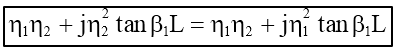 η₁η₂ + jη₂² tan β₁L = η₁η₂ + jη₁² tan β₁L